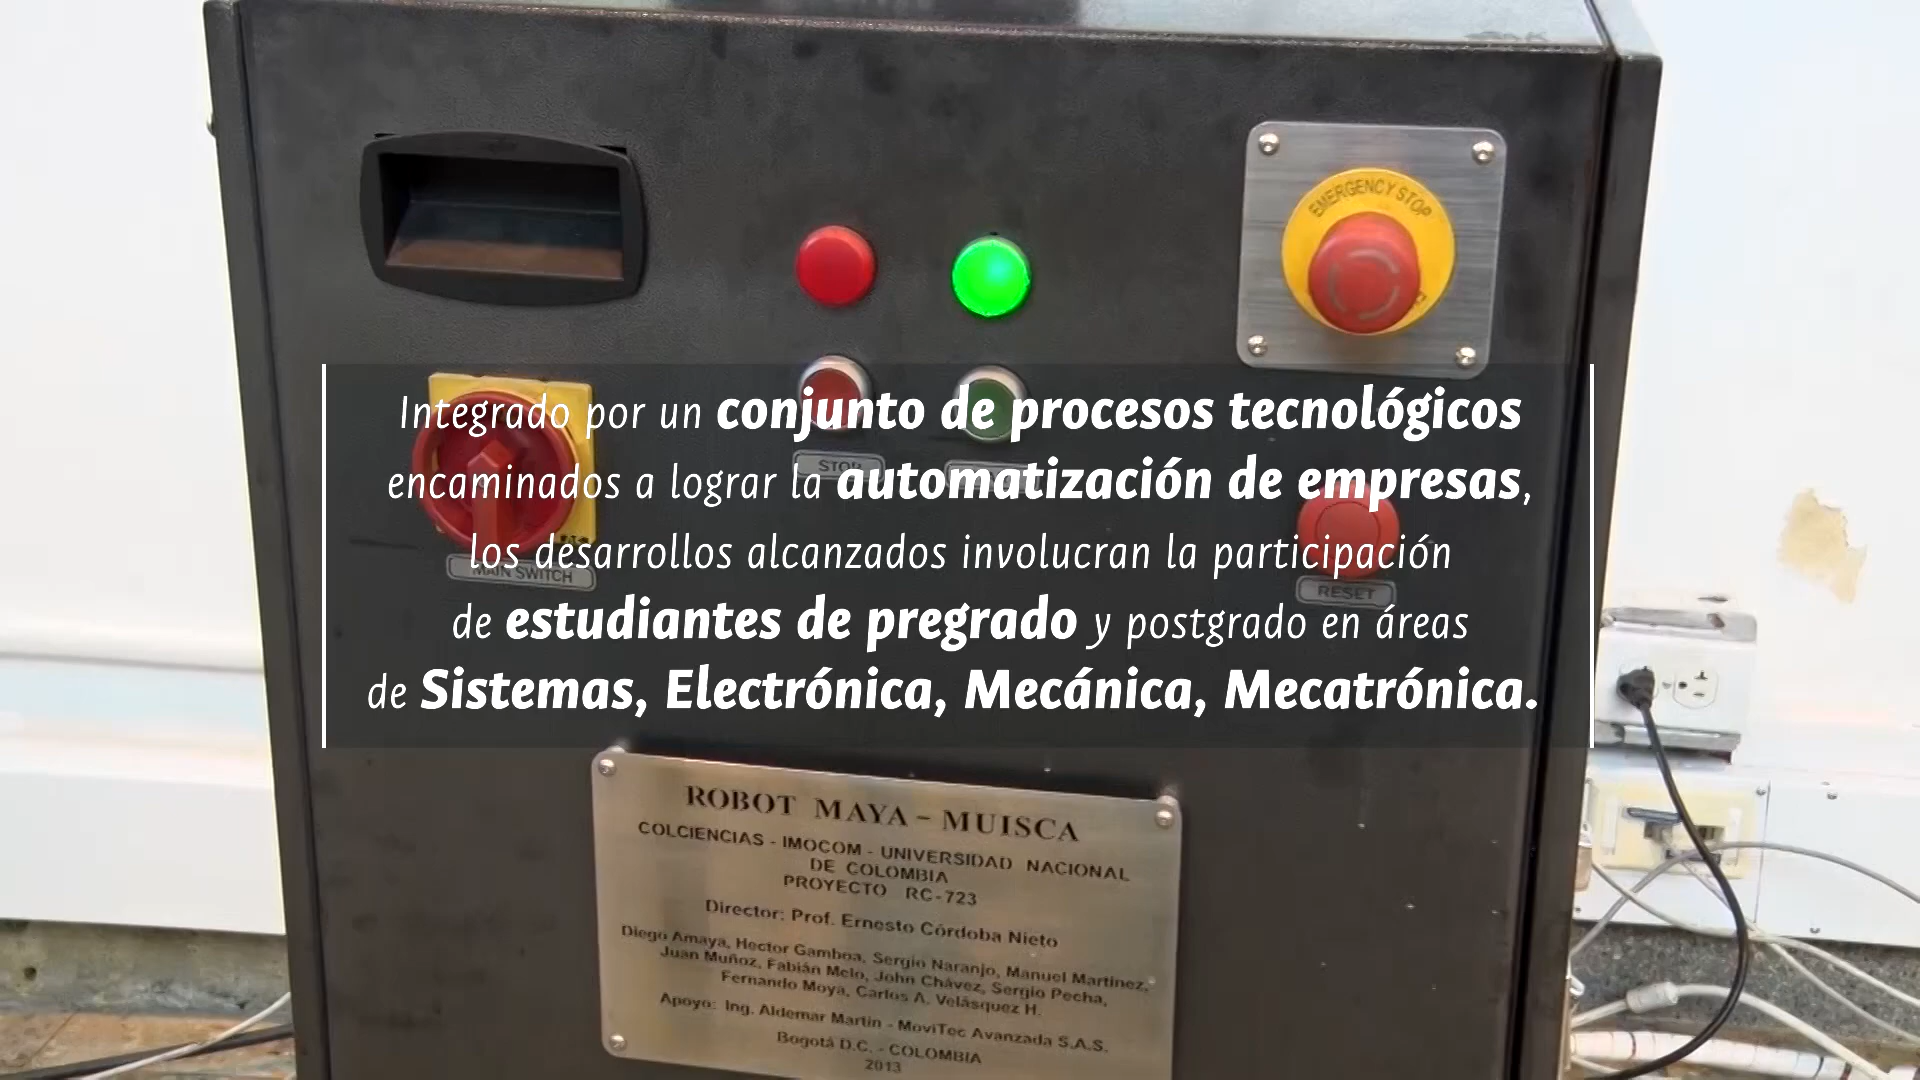 EMERGENCY STOP
Integrado por un conjunto de procesos tecnológicos
encaminados a lograr la automatización de empresas,
los desarrollos alcanzados involucran la participación
de estudiantes de pregrado y postgrado en áreas
de Sistemas, Electrónica, Mecánica, Mecatrónica.
STOP
MAIN SWITCH
RESET
ROBOT MAYA - MUISCA
COLCIENCIAS - IMOCOM - UNIVERSIDAD NACIONAL
DE COLOMBIA
PROYECTO RC-723
Director: Prof. Ernesto Córdoba Nieto
Diego Amaya, Hector Gamboa, Sergio Naranjo, Manuel Martinez,
Juan Muñoz, Fabián Melo, John Chávez, Sergio Pecha,
Fernando Moya, Carlos A. Velásquez H.
Apoyo: Ing. Aldemar Martin - MoviTec Avanzada S.A.S.
Bogotá D.C. - COLOMBIA
2013